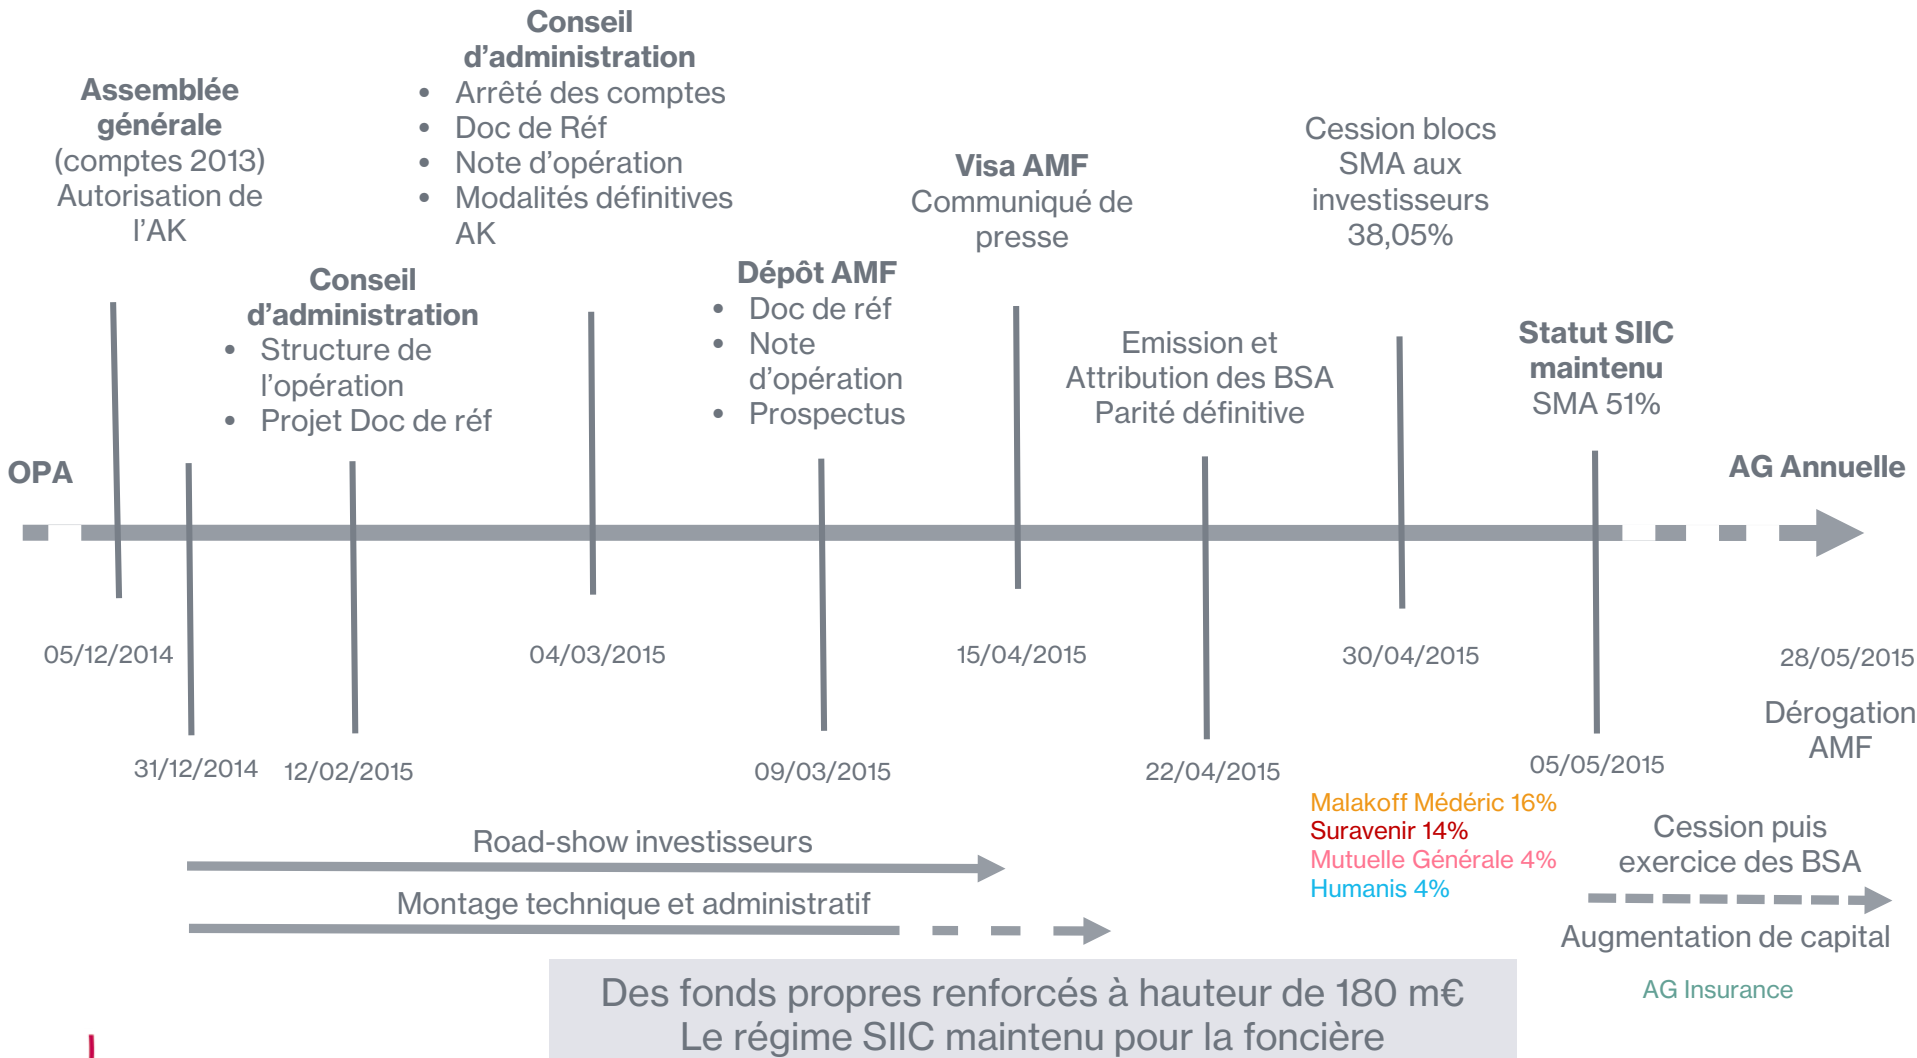 Assemblée
générale
(comptes 2013)
Autorisation de
l'AK
Conseil
d'administration
• Structure de
l'opération
• Projet Doc de réf
Conseil
d'administration
• Arrêté des comptes
• Doc de Réf
• Note d'opération
• Modalités définitives
AK
Dépôt AMF
• Doc de réf
• Note
d'opération
• Prospectus
Visa AMF
Communiqué de
presse
Emission et
Attribution des BSA
Parité définitive
Cession blocs
SMA aux
investisseurs
38,05%
Statut SIIC
maintenu
SMA 51%
OPA
AG Annuelle
05/12/2014
04/03/2015
15/04/2015
30/04/2015
28/05/2015
Dérogation
AMF
31/12/2014
12/02/2015
09/03/2015
22/04/2015
05/05/2015
Malakoff Médéric 16%
Suravenir 14%
Mutuelle Générale 4%
Humanis 4%
Road-show investisseurs
Montage technique et administratif
Cession puis
exercice des BSA
Augmentation de capital
AG Insurance
Des fonds propres renforcés à hauteur de 180 m€
Le régime SIIC maintenu pour la foncière